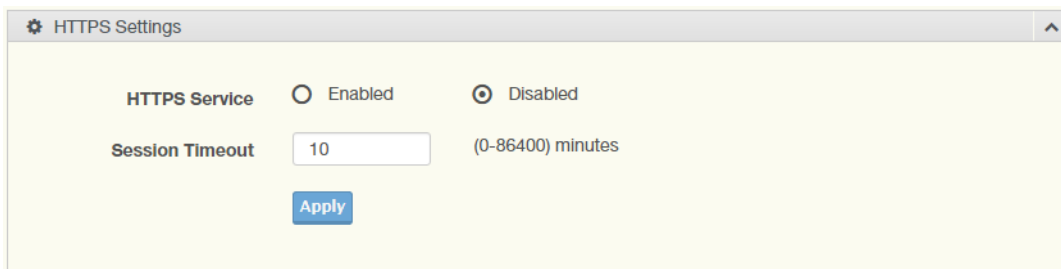 HTTPS Settings
HTTPS Service Enabled Disabled
Session Timeout 10 (0-86400) minutes
Apply